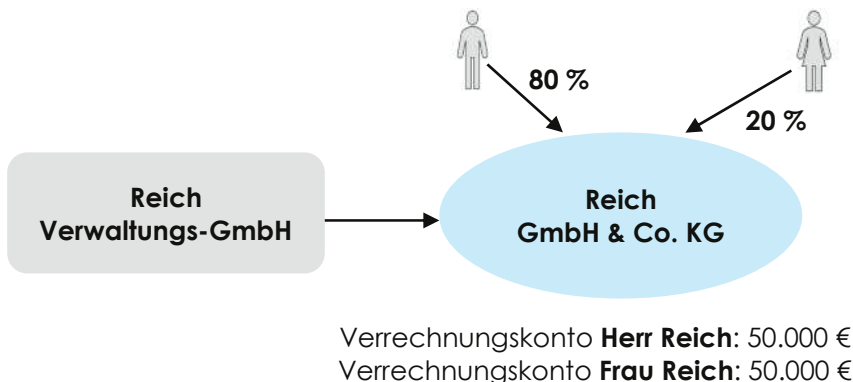 80 %
20 %
Reich
Verwaltungs-GmbH
Reich
GmbH & Co. KG
Verrechnungskonto Herr Reich: 50.000 €
Verrechnungskonto Frau Reich: 50.000 €